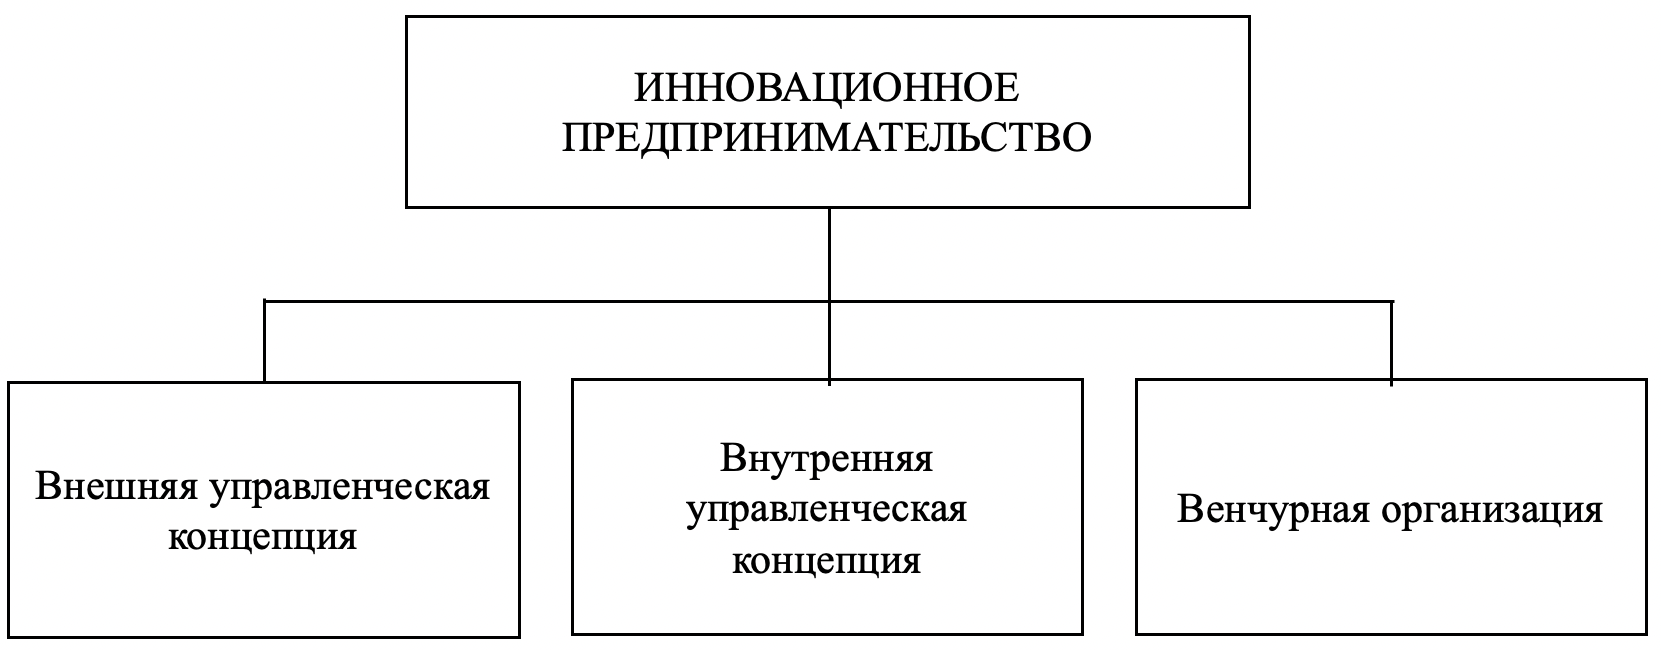 ИННОВАЦИОННОЕ
ПРЕДПРИНИМАТЕЛЬСТВО
Внешняя управленческая
концепция
Внутренняя
управленческая
концепция
Венчурная организация